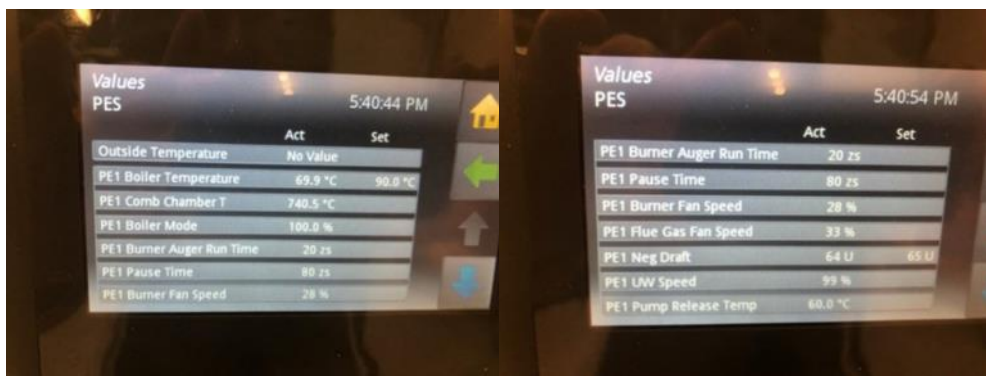 Values
PES 5:40:44 PM
Act Set
Outside Temperature No Value
PE1 Boiler Temperature 69.9 °C 90.0 °C
PE1 Comb Chamber T 740.5 °C
PE1 Boiler Mode 100.0 %
PE1 Burner Auger Run Time 20 zs
PE1 Pause Time 80 zs
PE1 Burner Fan Speed 28 %
Values
PES 5:40:54 PM
Act Set
PE1 Burner Auger Run Time 20 zs
PE1 Pause Time 80 zs
PE1 Burner Fan Speed 28 %
PE1 Flue Gas Fan Speed 33 %
PE1 Neg Draft 64 U 65 U
PE1 UW Speed 99 %
PE1 Pump Release Temp 60.0 °C